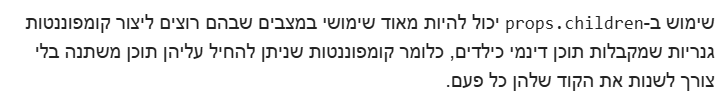 שימוש ב-props.children יכול להיות מאוד שימושי במצבים שבהם רוצים ליצור קומפוננטות
גנריות שמקבלות תוכן דינמי כילדים, כלומר קומפוננטות שניתן להחיל עליהן תוכן משתנה בלי
צורך לשנות את הקוד שלהן כל פעם.